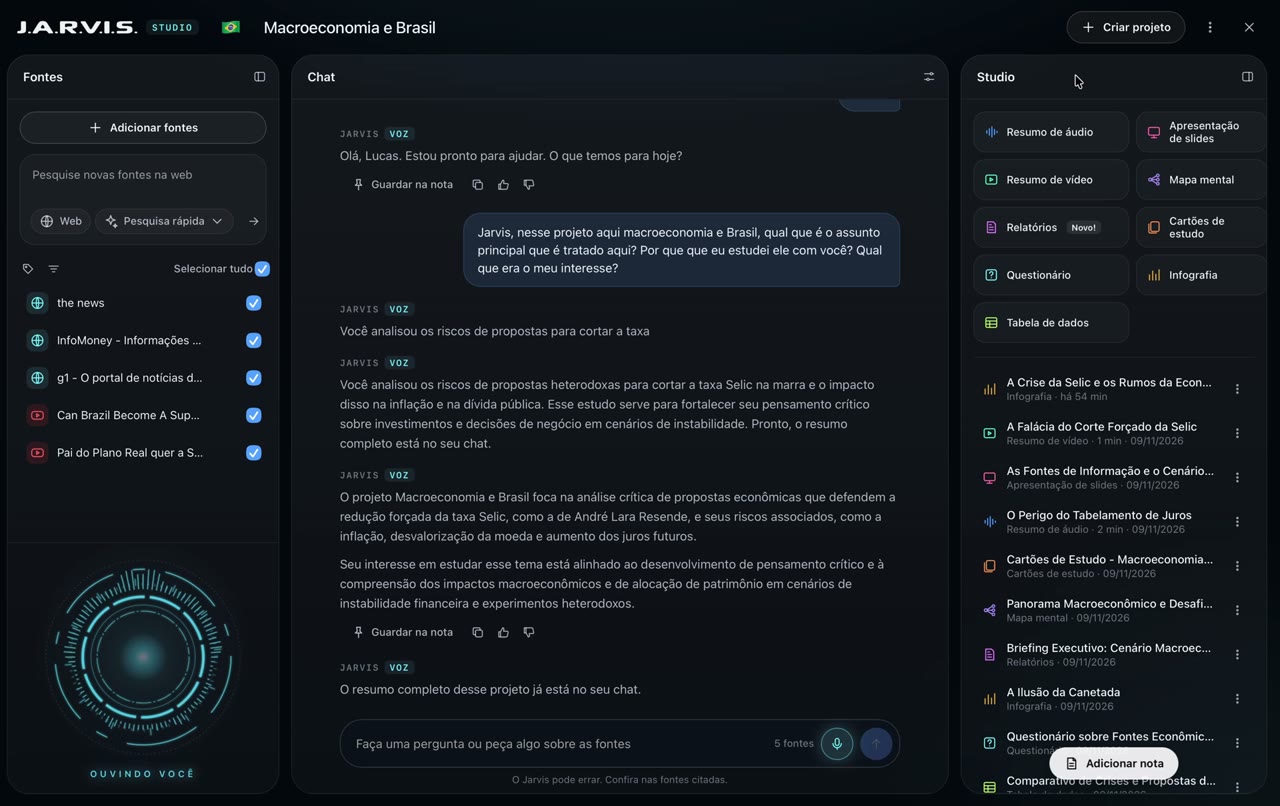 J.A.R.V.I.S. STUDIO Macroeconomia e Brasil
Criar projeto
Fontes
Adicionar fontes
Pesquise novas fontes na web
Web
Pesquisa rápida
Selecionar tudo
the news
InfoMoney - Informações ...
g1 - O portal de notícias d...
Can Brazil Become A Sup...
Pai do Plano Real quer a S...
OUVINDO VOCÊ
Chat
JARVIS VOZ
Olá, Lucas. Estou pronto para ajudar. O que temos para hoje?
Guardar na nota
Jarvis, nesse projeto aqui macroeconomia e Brasil, qual que é o assunto
principal que é tratado aqui? Por que que eu estudei ele com você? Qual
que era o meu interesse?
JARVIS VOZ
Você analisou os riscos de propostas para cortar a taxa
JARVIS VOZ
Você analisou os riscos de propostas heterodoxas para cortar a taxa Selic na marra e o impacto
disso na inflação e na dívida pública. Esse estudo serve para fortalecer seu pensamento crítico
sobre investimentos e decisões de negócio em cenários de instabilidade. Pronto, o resumo
completo está no seu chat.
JARVIS VOZ
O projeto Macroeconomia e Brasil foca na análise crítica de propostas econômicas que defendem a
redução forçada da taxa Selic, como a de André Lara Resende, e seus riscos associados, como a
inflação, desvalorização da moeda e aumento dos juros futuros.
Seu interesse em estudar esse tema está alinhado ao desenvolvimento de pensamento crítico e à
compreensão dos impactos macroeconômicos e de alocação de patrimônio em cenários de
instabilidade financeira e experimentos heterodoxos.
Guardar na nota
JARVIS VOZ
O resumo completo desse projeto já está no seu chat.
Faça uma pergunta ou peça algo sobre as fontes
5 fontes
O Jarvis pode errar. Confira nas fontes citadas.
Studio
Resumo de áudio
Apresentação
de slides
Resumo de vídeo
Mapa mental
Relatórios Novo!
Cartões de
estudo
Questionário
Infografia
Tabela de dados
A Crise da Selic e os Rumos da Econ...
Infografia · há 54 min
A Falácia do Corte Forçado da Selic
Resumo de vídeo · 1 min · 09/11/2026
As Fontes de Informação e o Cenário...
Apresentação de slides · 09/11/2026
O Perigo do Tabelamento de Juros
Resumo de áudio · 2 min · 09/11/2026
Cartões de Estudo - Macroeconomia...
Cartões de estudo · 09/11/2026
Panorama Macroeconômico e Desafi...
Mapa mental · 09/11/2026
Briefing Executivo: Cenário Macroec...
Relatórios · 09/11/2026
A Ilusão da Canetada
Infografia · 09/11/2026
Questionário sobre Fontes Econômic...
Adicionar nota
Comparativo de Crises e Propostas d...